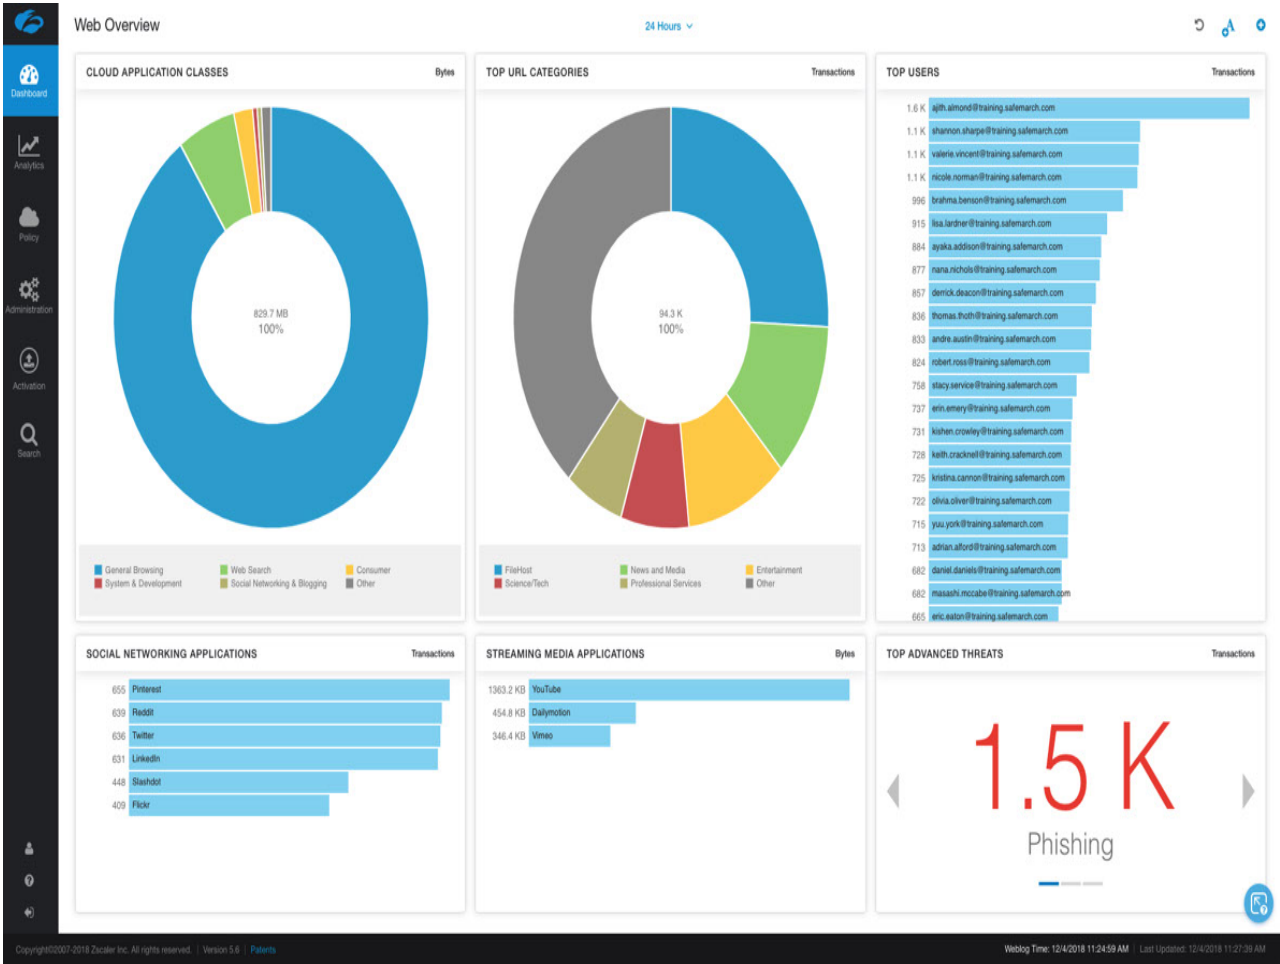 Web Overview
24 Hours
Dashboard
Analytics
Policy
Administration
Activation
Search
CLOUD APPLICATION CLASSES
Bytes
829.7 MB
100%
General Browsing
Web Search
Consumer
System & Development
Social Networking & Blogging
Other
TOP URL CATEGORIES
Transactions
94.3 K
100%
FileHost
News and Media
Entertainment
Science/Tech
Professional Services
Other
TOP USERS
Transactions
1.6 K ajith.almond@training.safemarch.com
1.1 K shannon.sharpe@training.safemarch.com
1.1 K valerie.vincent@training.safemarch.com
1.1 K nicole.norman@training.safemarch.com
996 brahma.benson@training.safemarch.com
915 lisa.lardner@training.safemarch.com
884 ayaka.addison@training.safemarch.com
877 nana.nichols@training.safemarch.com
857 derrick.deacon@training.safemarch.com
836 thomas.thoth@training.safemarch.com
833 andre.austin@training.safemarch.com
824 robert.ross@training.safemarch.com
758 stacy.service@training.safemarch.com
737 erin.emery@training.safemarch.com
731 kishen.crowley@training.safemarch.com
728 keith.cracknell@training.safemarch.com
725 kristina.cannon@training.safemarch.com
722 olivia.oliver@training.safemarch.com
715 yuu.york@training.safemarch.com
713 adrian.alford@training.safemarch.com
682 daniel.daniels@training.safemarch.com
682 masashi.mccabe@training.safemarch.com
665 eric.eaton@training.safemarch.com
SOCIAL NETWORKING APPLICATIONS
Transactions
655 Pinterest
639 Reddit
636 Twitter
631 LinkedIn
448 Slashdot
409 Flickr
STREAMING MEDIA APPLICATIONS
Bytes
1363.2 KB YouTube
454.8 KB Dailymotion
346.4 KB Vimeo
TOP ADVANCED THREATS
Transactions
1.5 K
Phishing
Copyright©2007-2018 Zscaler Inc. All rights reserved. | Version 5.6 | Patents
Weblog Time: 12/4/2018 11:24:59 AM | Last Updated: 12/4/2018 11:27:39 AM